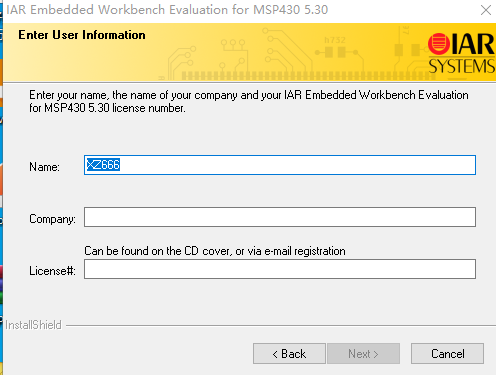 IAR Embedded Workbench Evaluation for MSP430 5.30
Enter User Information
6732
IAR
SYSTEMS
Enter your name, the name of your company and your IAR Embedded Workbench Evaluation
for MSP430 5.30 license number.
Name:
XZ666
Company:
Can be found on the CD cover, or via e-mail registration
License#:
InstallShield
< Back
Next >
Cancel